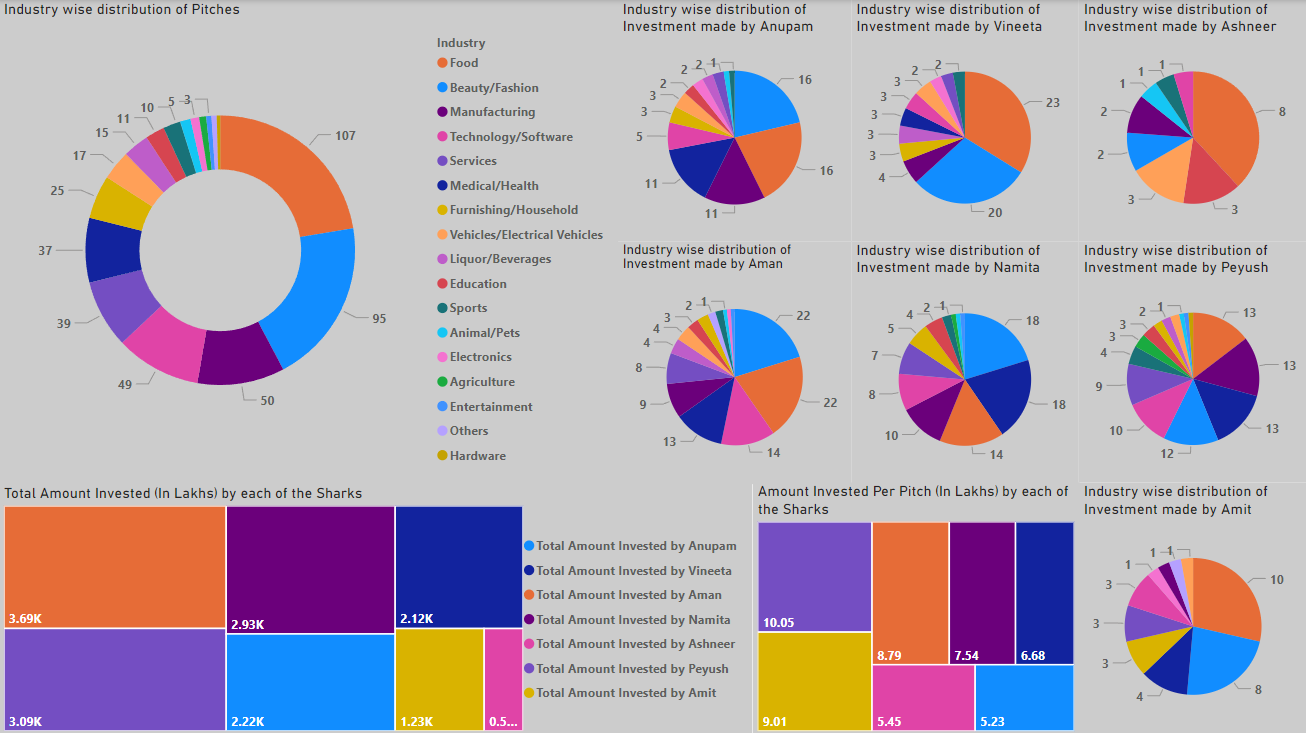 Industry wise distribution of Pitches
107
95
50
49
39
37
25
17
15
11
10
5
3
Industry
Food
Beauty/Fashion
Manufacturing
Technology/Software
Services
Medical/Health
Furnishing/Household
Vehicles/Electrical Vehicles
Liquor/Beverages
Education
Sports
Animal/Pets
Electronics
Agriculture
Entertainment
Others
Hardware
Industry wise distribution of
Investment made by Anupam
16
16
11
11
5
3
3
2
2
2
1
Industry wise distribution of
Investment made by Vineeta
23
20
4
3
3
3
3
3
2
2
Industry wise distribution of
Investment made by Ashneer
8
3
3
2
2
1
1
1
Industry wise distribution of
Investment made by Aman
22
22
14
13
9
8
4
4
3
2
1
Industry wise distribution of
Investment made by Namita
18
18
14
10
8
7
5
4
2
1
Industry wise distribution of
Investment made by Peyush
13
13
13
12
10
9
4
3
3
2
1
Total Amount Invested (In Lakhs) by each of the Sharks
3.69K
2.93K
2.12K
3.09K
2.22K
1.23K
0.5...
Total Amount Invested by Anupam
Total Amount Invested by Vineeta
Total Amount Invested by Aman
Total Amount Invested by Namita
Total Amount Invested by Ashneer
Total Amount Invested by Peyush
Total Amount Invested by Amit
Amount Invested Per Pitch (In Lakhs) by each of
the Sharks
10.05
8.79
7.54
6.68
9.01
5.45
5.23
Industry wise distribution of
Investment made by Amit
10
8
4
3
3
3
1
1
1